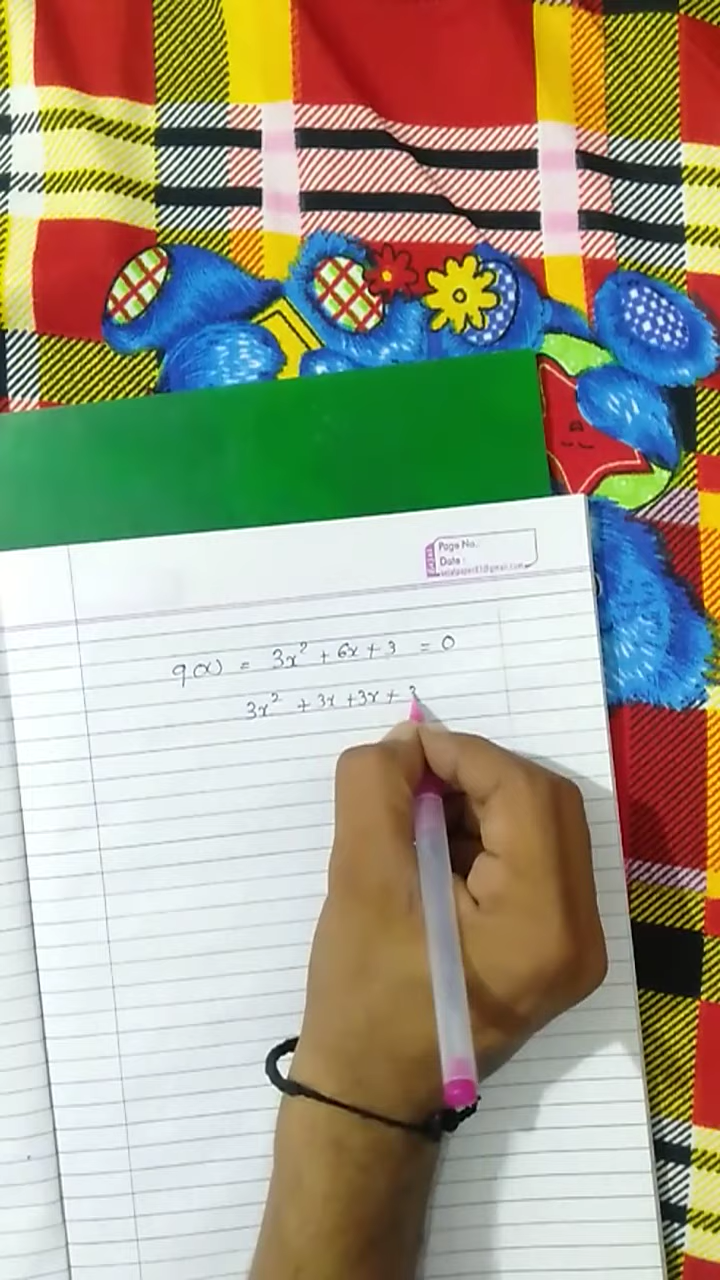 Page No.:
Date :
q(x) = 3x² + 6x + 3 = 0
3x² + 3x + 3x + 3